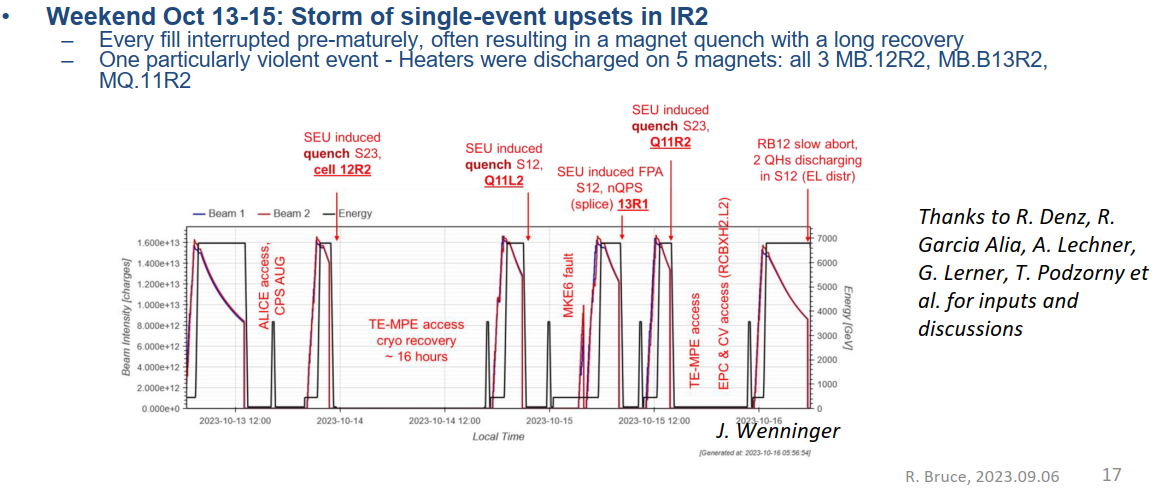 • Weekend Oct 13-15: Storm of single-event upsets in IR2
– Every fill interrupted pre-maturely, often resulting in a magnet quench with a long recovery
– One particularly violent event - Heaters were discharged on 5 magnets: all 3 MB.12R2, MB.B13R2,
MQ.11R2
SEU induced
quench S23,
cell 12R2
SEU induced
quench S12,
Q11L2
SEU induced FPA
S12, nQPS
(splice) 13R1
SEU induced
quench S23,
Q11R2
RB12 slow abort,
2 QHs discharging
in S12 (EL distr)
Beam 1 Beam 2 Energy
Beam Intensity [charges]
1.600e+13
1.400e+13
1.200e+13
1.000e+13
8.000e+12
6.000e+12
4.000e+12
2.000e+12
0.000e+0
ALICE access,
CPS AUG
TE-MPE access
cryo recovery
~ 16 hours
MKE6 fault
TE-MPE access
EPC & CV access (RCBXH2.L2)
7000
6000
5000
4000
3000
2000
1000
0
Energy [GeV]
2023-10-13 12:00 2023-10-14 2023-10-14 12:00 2023-10-15 2023-10-15 12:00 2023-10-16
Local Time
J. Wenninger
[Generated at: 2023-10-16 05:56:54]
Thanks to R. Denz, R.
Garcia Alia, A. Lechner,
G. Lerner, T. Podzorny et
al. for inputs and
discussions
R. Bruce, 2023.09.06 17